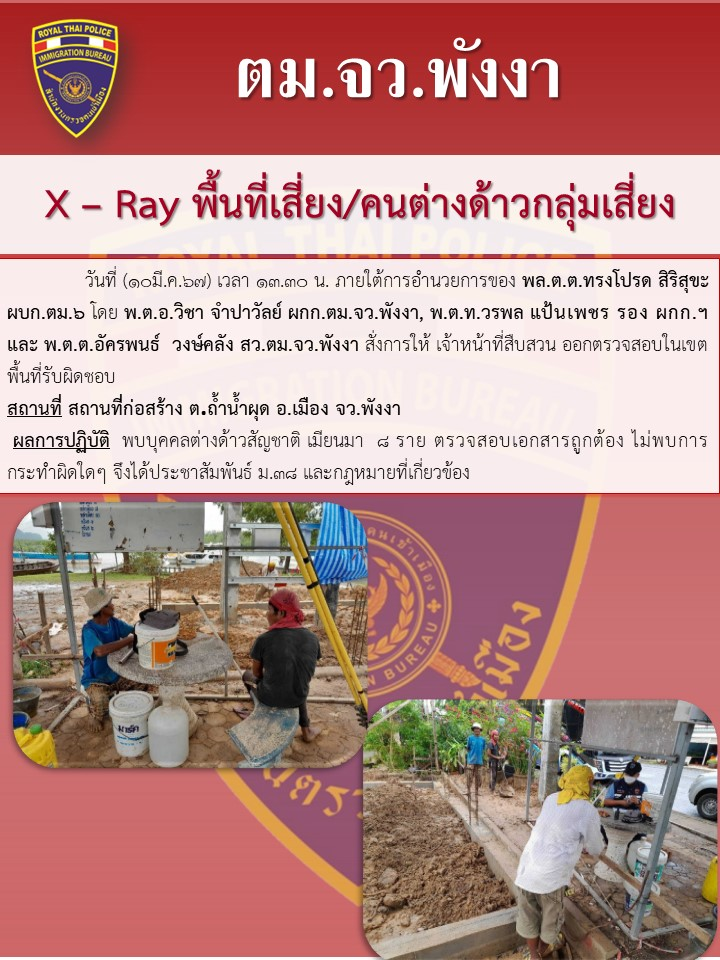 ROYAL THAI POLICE
IMMIGRATION BUREAU
สำนักงานตรวจคนเข้าเมือง
ตม.จว.พังงา
X – Ray พื้นที่เสี่ยง/คนต่างด้าวกลุ่มเสี่ยง
วันที่ (๑๐มี.ค.๖๗) เวลา ๑๓.๓๐ น. ภายใต้การอำนวยการของ พล.ต.ต.ทรงโปรด สิริสุขะ
ผบก.ตม.๖ โดย พ.ต.อ.วิชา จำปาวัลย์ ผกก.ตม.จว.พังงา, พ.ต.ท.วรพล แป้นเพชร รอง ผกก.ฯ
และ พ.ต.ต.อัครพนธ์ วงษ์คลัง สว.ตม.จว.พังงา สั่งการให้ เจ้าหน้าที่สืบสวน ออกตรวจสอบในเขต
พื้นที่รับผิดชอบ
สถานที่ สถานที่ก่อสร้าง ต.ถ้ำน้ำผุด อ.เมือง จว.พังงา
ผลการปฏิบัติ พบบุคคลต่างด้าวสัญชาติ เมียนมา ๘ ราย ตรวจสอบเอกสารถูกต้อง ไม่พบการ
กระทำผิดใดๆ จึงได้ประชาสัมพันธ์ ม.๓๘ และกฎหมายที่เกี่ยวข้อง